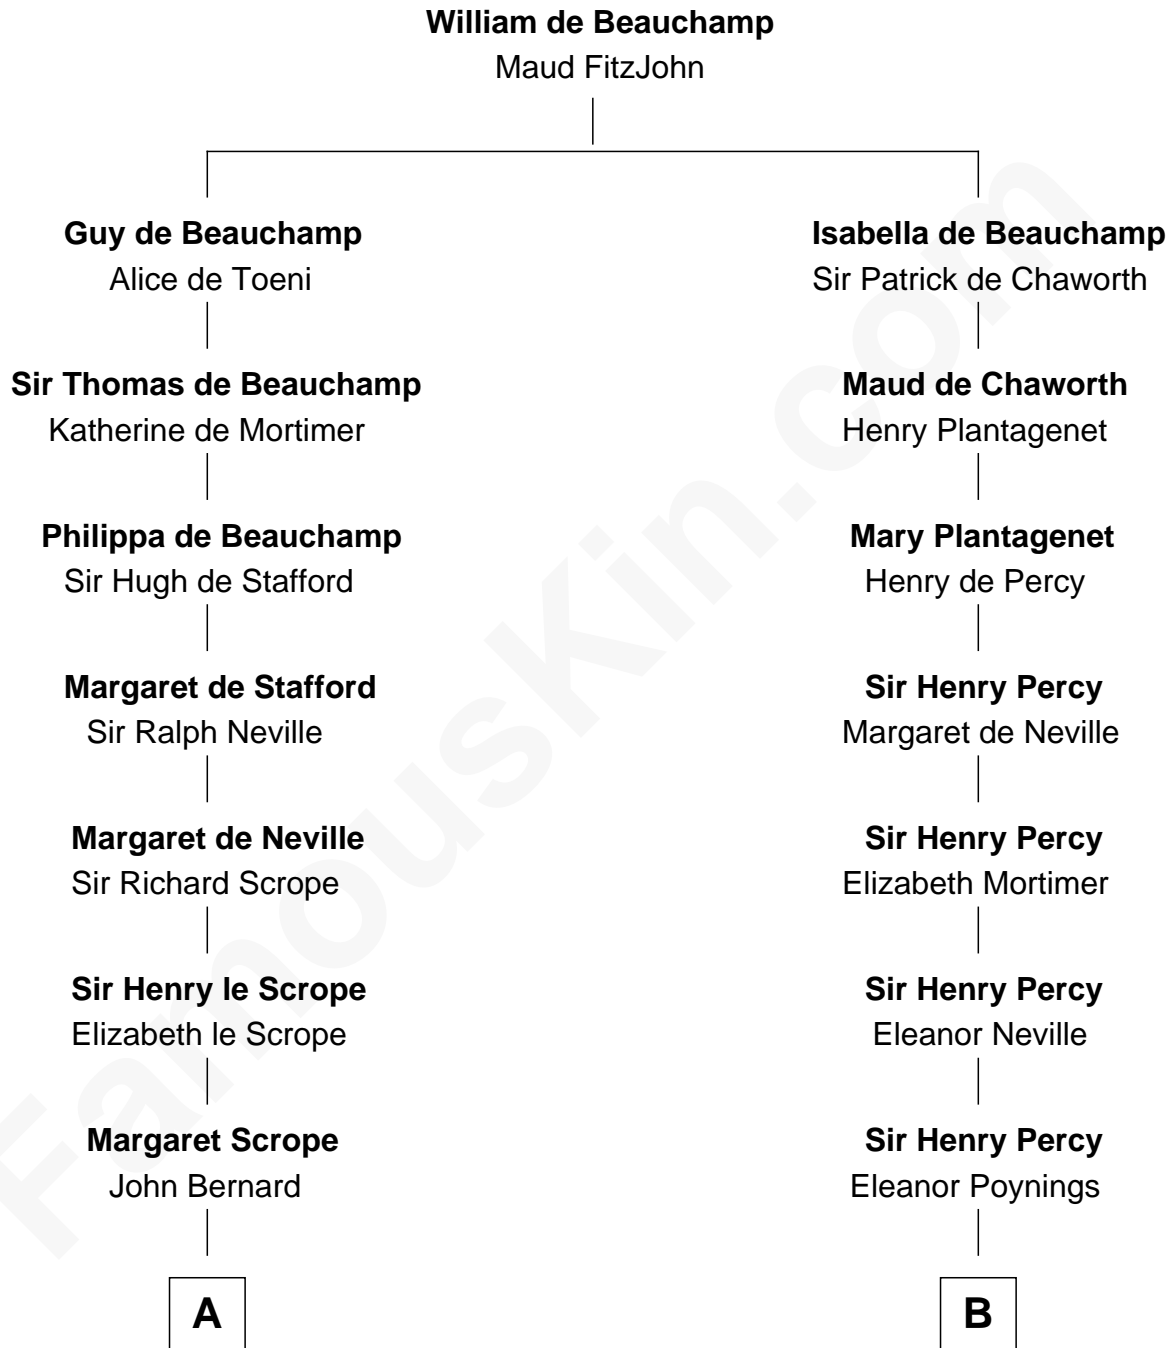 William de Beauchamp
Maud FitzJohn
Guy de Beauchamp
Alice de Toeni
Sir Thomas de Beauchamp
Katherine de Mortimer
Philippa de Beauchamp
Sir Hugh de Stafford
Margaret de Stafford
Sir Ralph Neville
Margaret de Neville
Sir Richard Scrope
Sir Henry le Scrope
Elizabeth le Scrope
Margaret Scrope
John Bernard
A
Isabella de Beauchamp
Sir Patrick de Chaworth
Maud de Chaworth
Henry Plantagenet
Mary Plantagenet
Henry de Percy
Sir Henry Percy
Margaret de Neville
Sir Henry Percy
Elizabeth Mortimer
Sir Henry Percy
Eleanor Neville
Sir Henry Percy
Eleanor Poynings
B
FamousKin.com